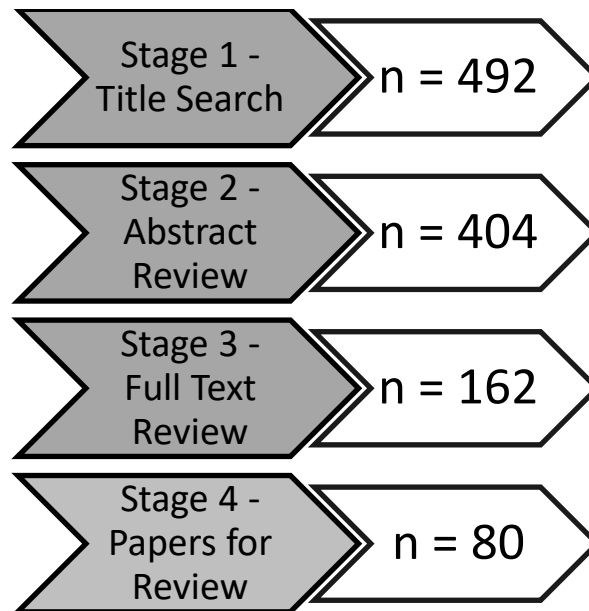 Stage 1 -
Title Search
n = 492
Stage 2 -
Abstract
Review
n = 404
Stage 3 -
Full Text
Review
n = 162
Stage 4 -
Papers for
Review
n = 80